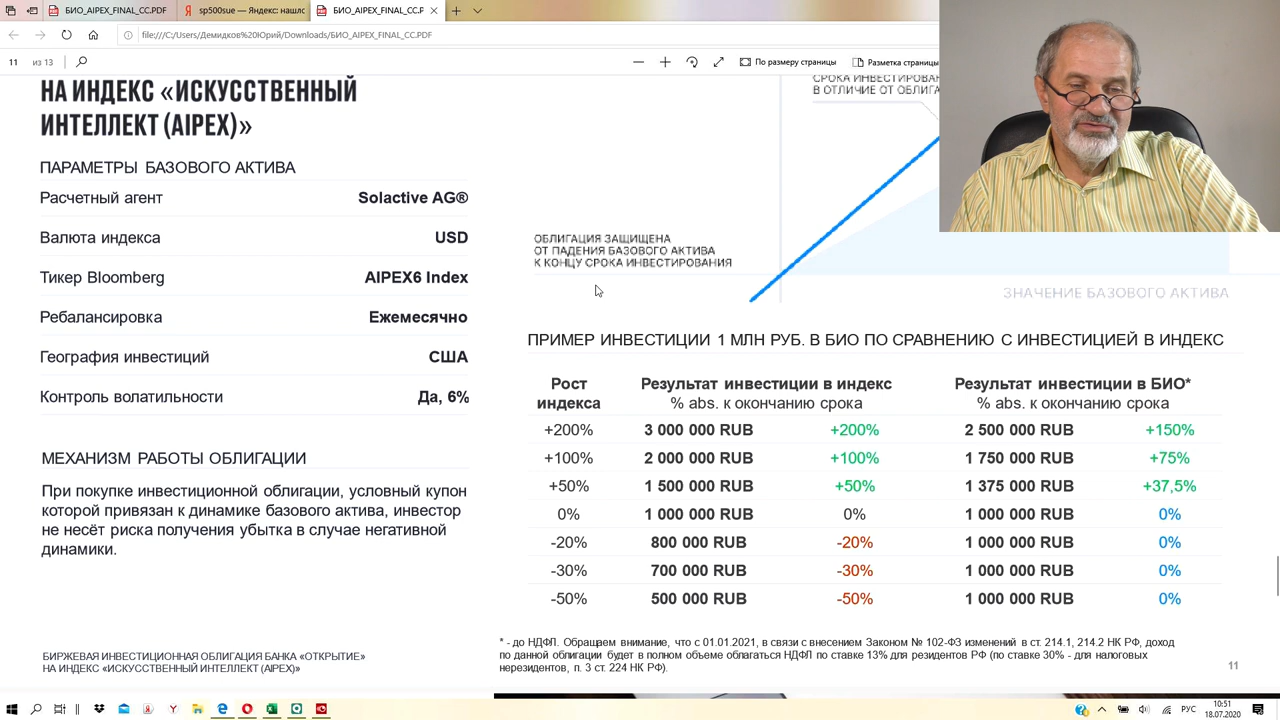 БИО_AIPEX_FINAL_CC.PDF
sp500sue — Яндекс: нашлс
БИО_AIPEX_FINAL_CC.P
file:///C:/Users/Демидков%20Юрий/Downloads/БИО_AIPEX_FINAL_CC.PDF
11 из 13
По размеру страницы
Разметка страницы
НА ИНДЕКС «ИСКУССТВЕННЫЙ
ИНТЕЛЛЕКТ (AIPEX)»
ПАРАМЕТРЫ БАЗОВОГО АКТИВА
Расчетный агент Solactive AG®
Валюта индекса USD
Тикер Bloomberg AIPEX6 Index
Ребалансировка Ежемесячно
География инвестиций США
Контроль волатильности Да, 6%
МЕХАНИЗМ РАБОТЫ ОБЛИГАЦИИ
При покупке инвестиционной облигации, условный купон
которой привязан к динамике базового актива, инвестор
не несёт риска получения убытка в случае негативной
динамики.
БИРЖЕВАЯ ИНВЕСТИЦИОННАЯ ОБЛИГАЦИЯ БАНКА «ОТКРЫТИЕ»
НА ИНДЕКС «ИСКУССТВЕННЫЙ ИНТЕЛЛЕКТ (APEX)»
СРОКА ИНВЕСТИРОВАН
В ОТЛИЧИЕ ОТ ОБЛИГА
ОБЛИГАЦИЯ ЗАЩИЩЕНА
ОТ ПАДЕНИЯ БАЗОВОГО АКТИВА
К КОНЦУ СРОКА ИНВЕСТИРОВАНИЯ
ЗНАЧЕНИЕ БАЗОВОГО АКТИВА
ПРИМЕР ИНВЕСТИЦИИ 1 МЛН РУБ. В БИО ПО СРАВНЕНИЮ С ИНВЕСТИЦИЕЙ В ИНДЕКС
Рост Результат инвестиции в индекс Результат инвестиции в БИО*
индекса % abs. к окончанию срока % abs. к окончанию срока
+200% 3 000 000 RUB +200% 2 500 000 RUB +150%
+100% 2 000 000 RUB +100% 1 750 000 RUB +75%
+50% 1 500 000 RUB +50% 1 375 000 RUB +37,5%
0% 1 000 000 RUB 0% 1 000 000 RUB 0%
-20% 800 000 RUB -20% 1 000 000 RUB 0%
-30% 700 000 RUB -30% 1 000 000 RUB 0%
-50% 500 000 RUB -50% 1 000 000 RUB 0%
* - до НДФЛ. Обращаем внимание, что с 01.01.2021, в связи с внесением Законом № 102-ФЗ изменений в ст. 214.1, 214.2 НК РФ, доход
по данной облигации будет в полном объеме облагаться НДФЛ по ставке 13% для резидентов РФ (по ставке 30% - для налоговых
нерезидентов, п. 3 ст. 224 НК РФ).
11
РУС
10:51
18.07.2020